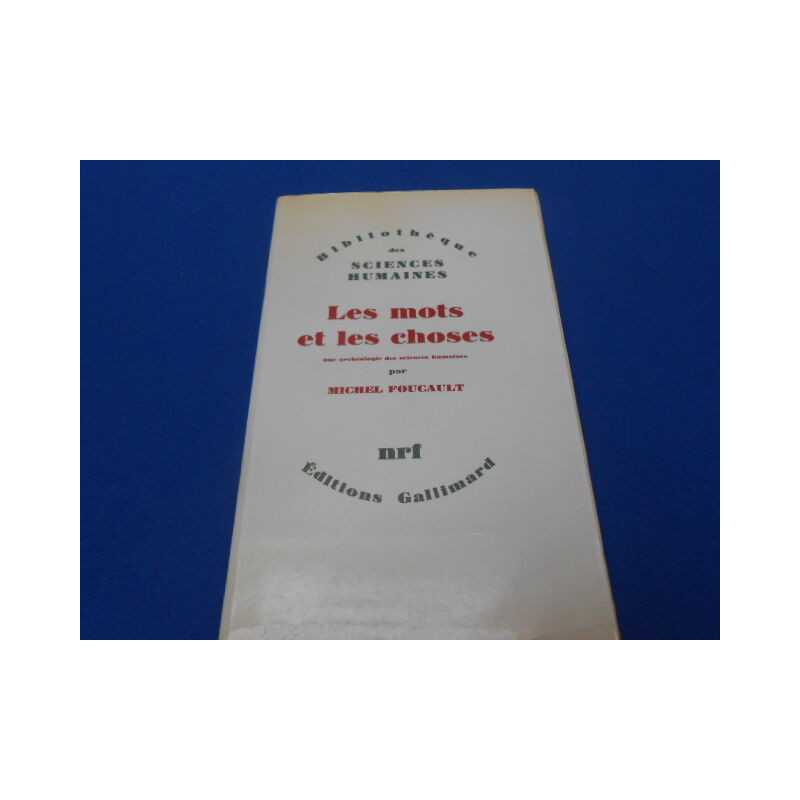 Bibliothèque
des
SCIENCES
HUMAINES
Les mots
et les choses
une archéologie des sciences humaines
par
MICHEL FOUCAULT
nrf
Éditions Gallimard